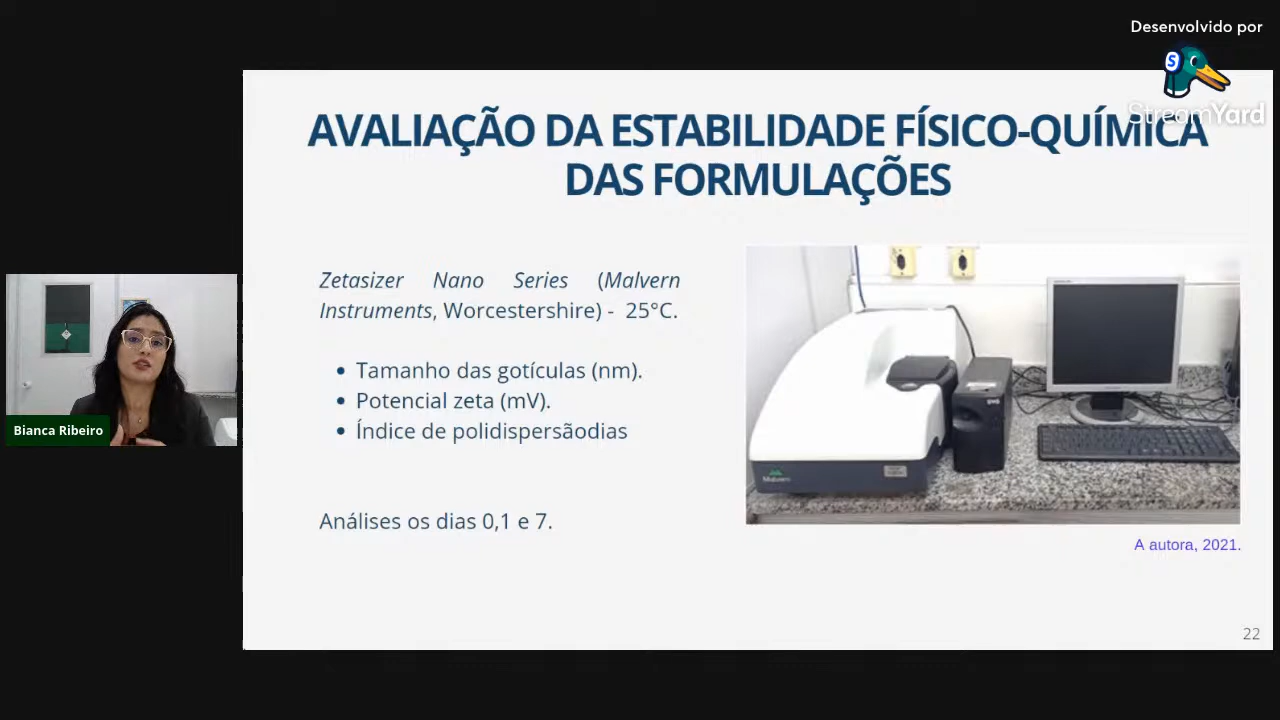 Desenvolvido por
StreamYard
AVALIAÇÃO DA ESTABILIDADE FÍSICO-QUÍMICA
DAS FORMULAÇÕES
Zetasizer Nano Series (Malvern
Instruments, Worcestershire) - 25°C.
• Tamanho das gotículas (nm).
• Potencial zeta (mV).
• Índice de polidispersãodias
Análises os dias 0,1 e 7.
Malvern
A autora, 2021.
Bianca Ribeiro
22